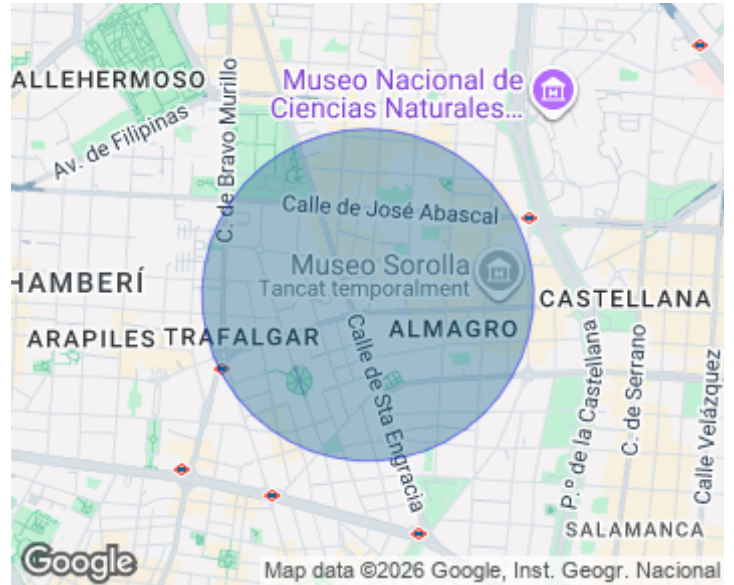 ALLEHERMOSO
Museo Nacional de
Ciencias Naturales...
Av. de Filipinas
C. de Bravo Murillo
Calle de José Abascal
Museo Sorolla
Tancat temporalment
HAMBERÍ
CASTELLANA
ARAPILES
TRAFALGAR
ALMAGRO
Calle de Sta Engracia
P.º de la Castellana
C. de Serrano
Calle Velázquez
SALAMANCA
Google
Map data ©2026 Google, Inst. Geogr. Nacional